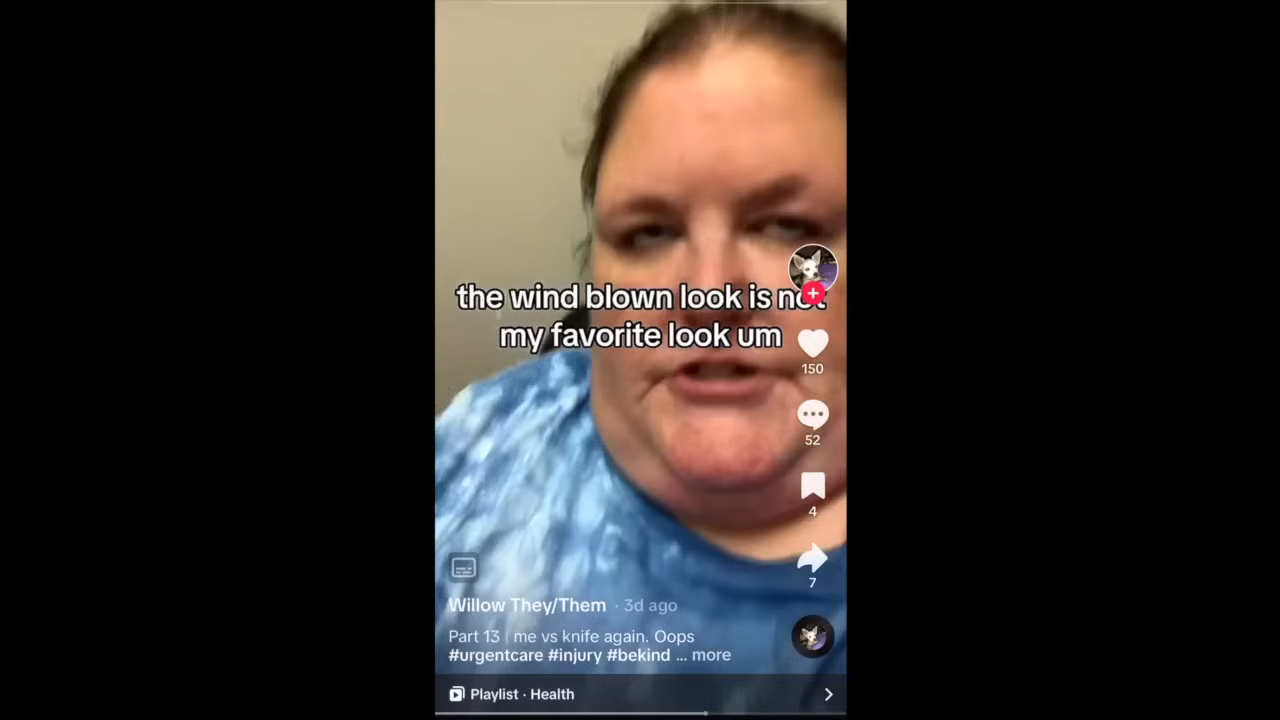 the wind blown look is not
my favorite look um
150
52
4
7
Willow They/Them · 3d ago
Part 13 | me vs knife again. Oops
#urgentcare #injury #bekind ... more
Playlist · Health